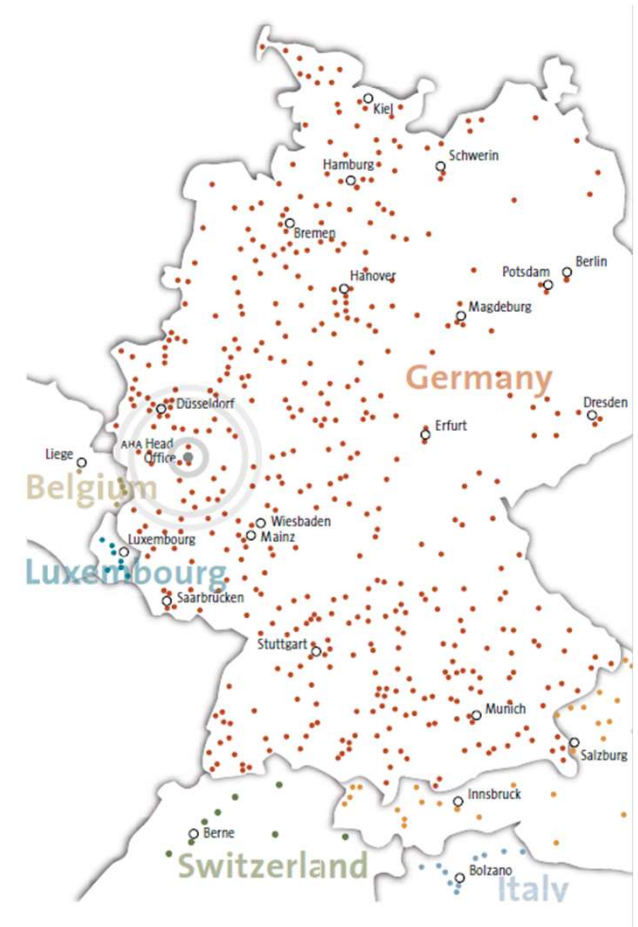 Kiel
Schwerin
Hamburg
Bremen
Berlin
Potsdam
Hanover
Magdeburg
Germany
Düsseldorf
Dresden
Erfurt
AHA Head
Office
Liege
Belgium
Wiesbaden
Mainz
Luxembourg
Luxembourg
Saarbrücken
Stuttgart
Munich
Salzburg
Innsbruck
Berne
Switzerland
Bolzano
Italy